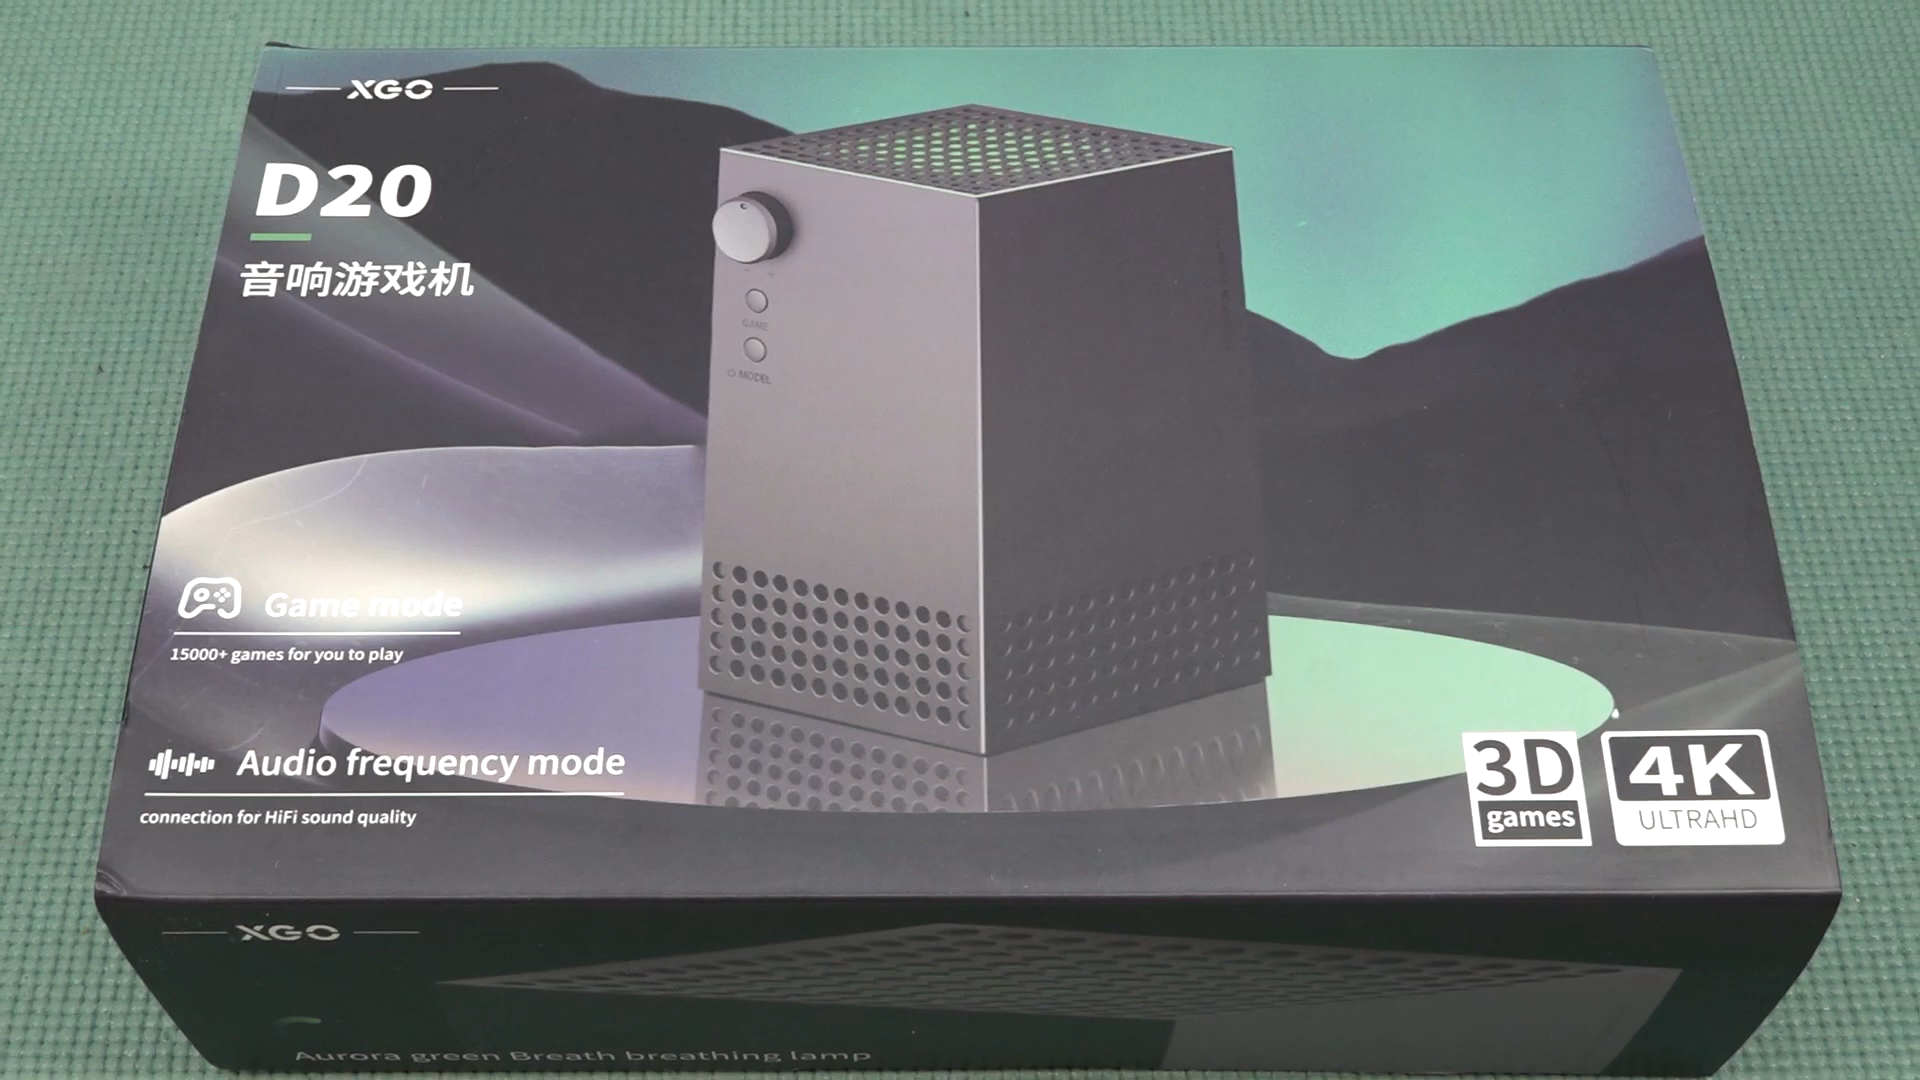 XGO
D20
音响游戏机
GAME
MODEL
Game mode
15000+ games for you to play
Audio frequency mode
connection for HiFi sound quality
3D
games
4K
ULTRAHD
XGO
Aurora green Breath breathing lamp